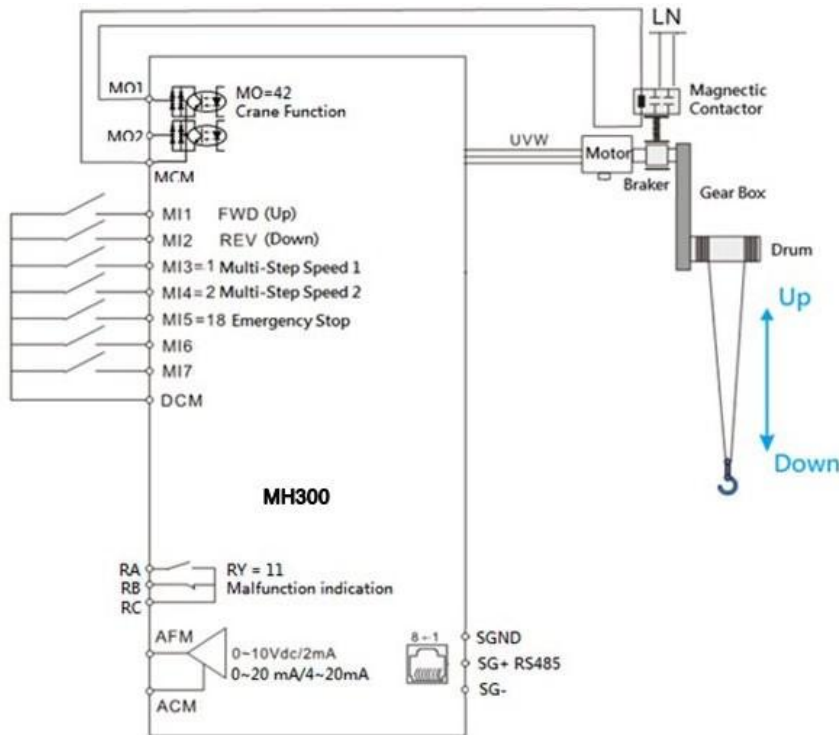 LN
MO1
MO=42
Crane Function
Magnectic
Contactor
MO2
UVW
Motor
MCM
Braker
Gear Box
MI1 FWD (Up)
MI2 REV (Down)
Drum
MI3=1 Multi-Step Speed 1
MI4=2 Multi-Step Speed 2
Up
MI5=18 Emergency Stop
MI6
MI7
DCM
Down
MH300
RA
RY = 11
RB
Malfunction indication
RC
AFM
8←1
SGND
0~10Vdc/2mA
SG+ RS485
0~20 mA/4~20mA
SG-
ACM